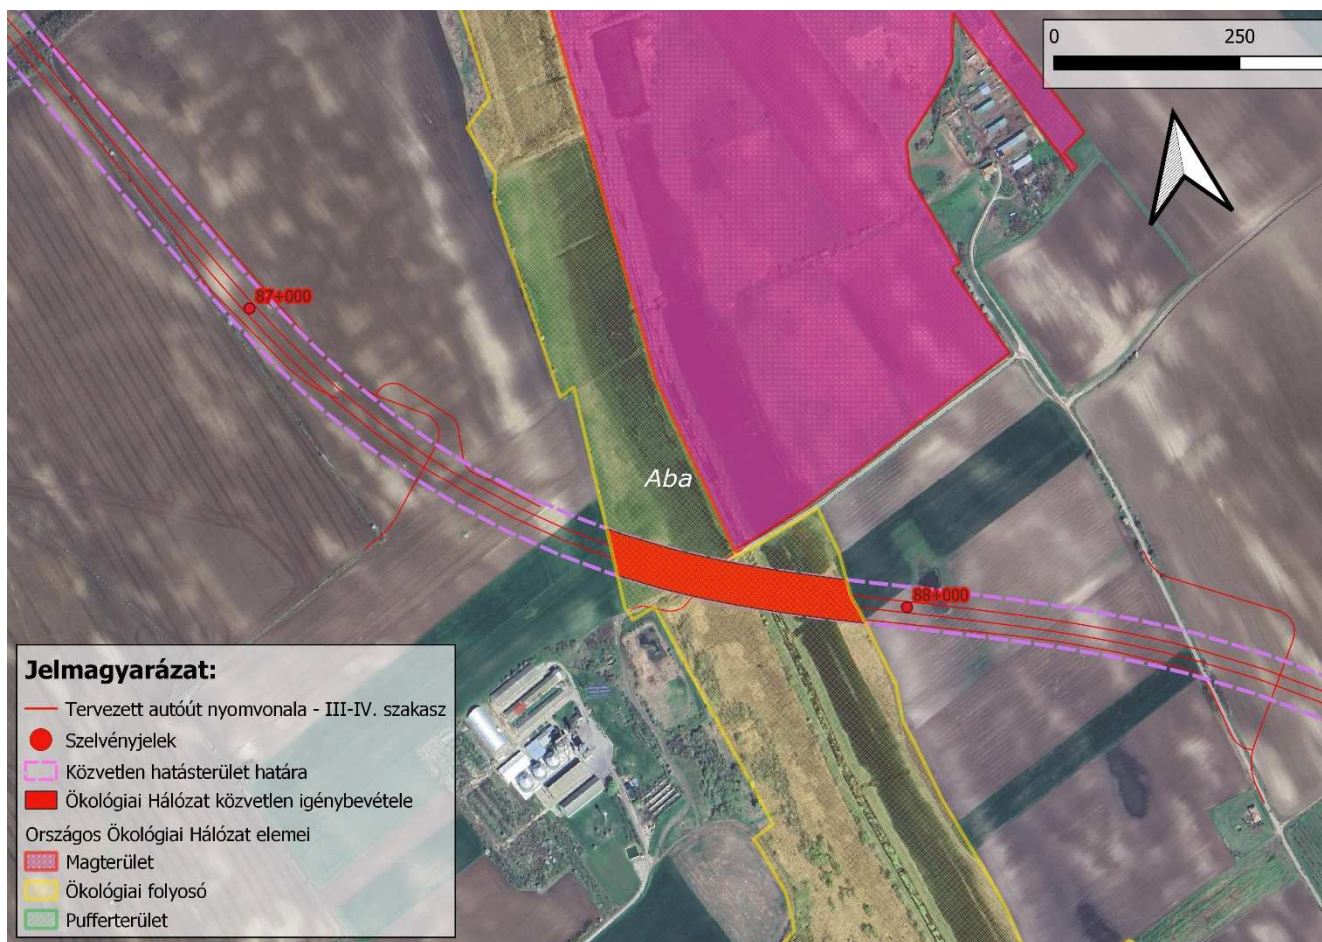 0 250
87+000
Aba
88+000
Jelmagyarázat:
Tervezett autóút nyomvonala - III-IV. szakasz
Szelvényjelek
Közvetlen hatásterület határa
Ökológiai Hálózat közvetlen igénybevétele
Országos Ökológiai Hálózat elemei
Magterület
Ökológiai folyosó
Pufferterület